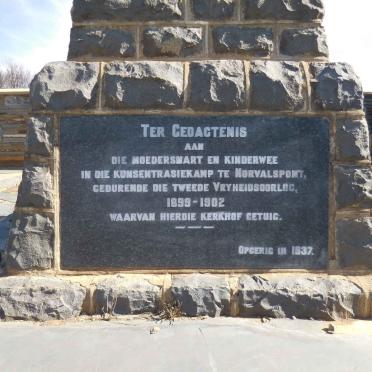 TER GEDACTENIS
AAN
DIE MOEDERSMART EN KINDERWEE
IN DIE KONSENTRASIEKAMP TE NORVALSPONT,
GEDURENDE DIE TWEEDE VRYHEIDSOORLOG,
1899-1902
WAARVAN HIERDIE KERKHOF GETUIG.
OPGERIG IN 1937.